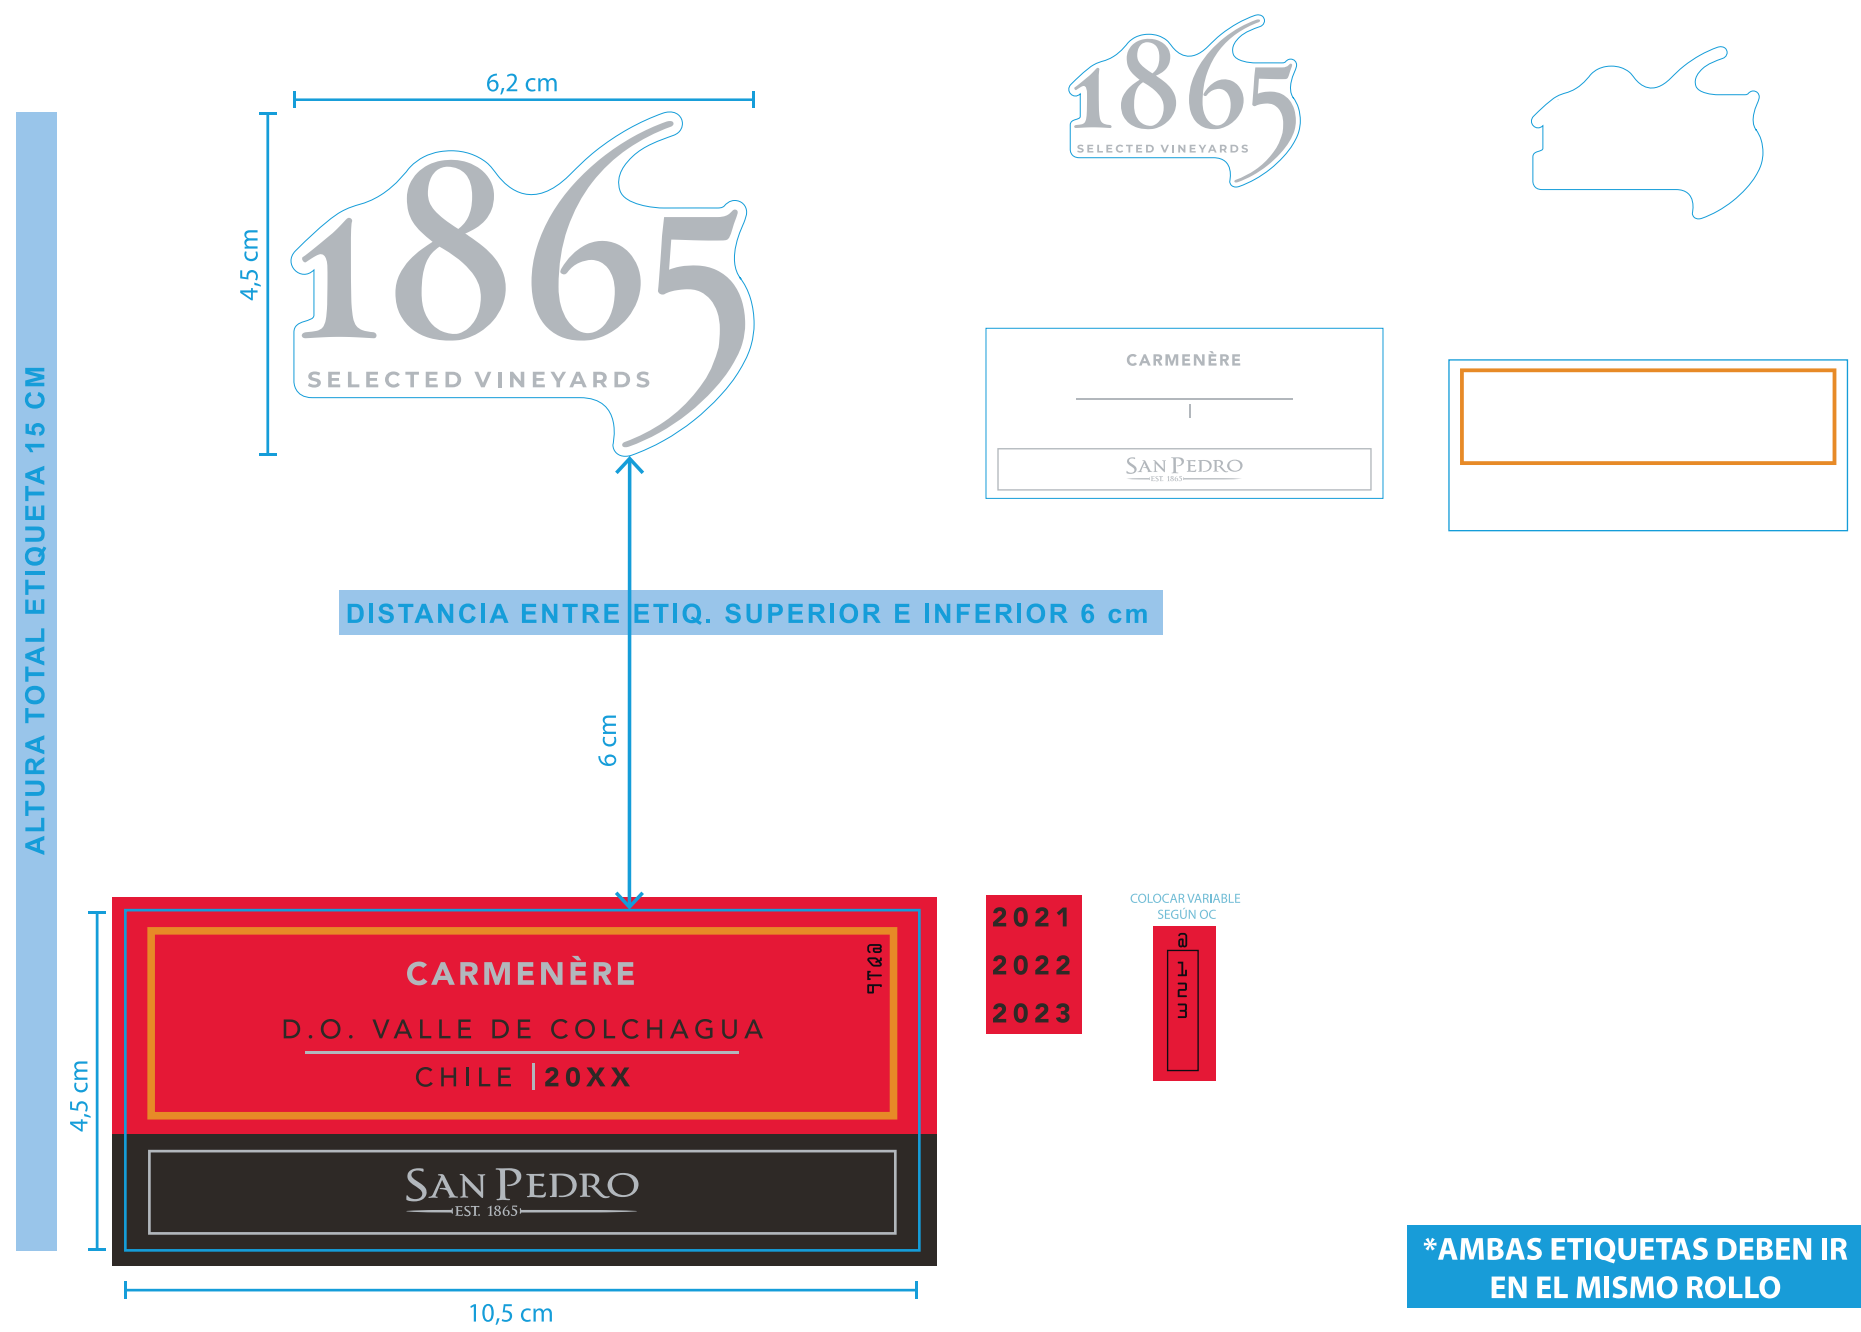 6,2 cm
4,5 cm
1865
SELECTED VINEYARDS
1865
SELECTED VINEYARDS
ALTURA TOTAL ETIQUETA 15 CM
CARMENÈRE
SAN PEDRO
EST. 1865
DISTANCIA ENTRE ETIQ. SUPERIOR E INFERIOR 6 cm
6 cm
4,5 cm
CARMENÈRE
D.O. VALLE DE COLCHAGUA
CHILE | 20XX
SAN PEDRO
EST. 1865
10,5 cm
2021
2022
2023
COLOCAR VARIABLE
SEGÚN OC
@
123
*AMBAS ETIQUETAS DEBEN IR
EN EL MISMO ROLLO